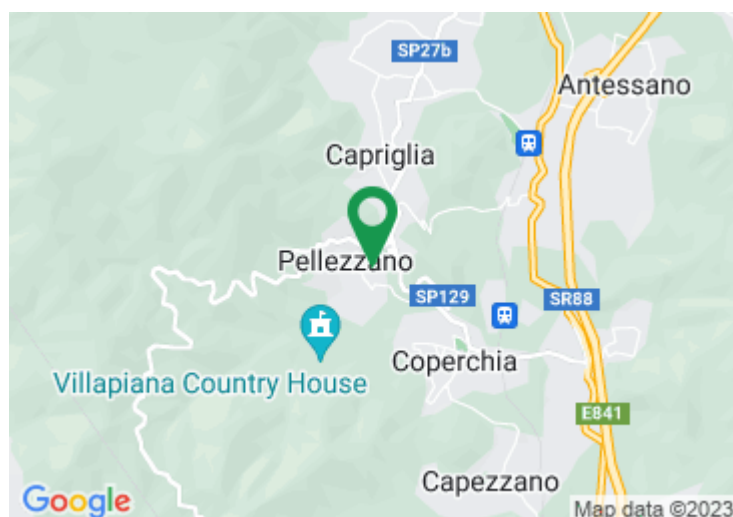 SP27b
Antessano
Capriglia
Pellezzano
SP129
SR88
Coperchia
Villapiana Country House
E841
Capezzano
Google
Map data ©2023